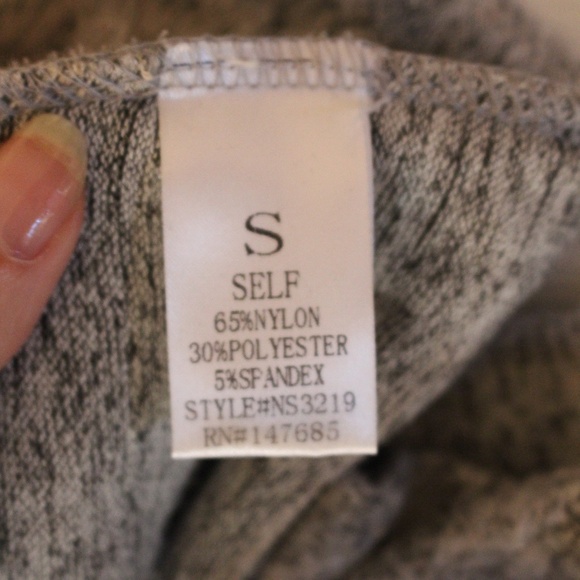 S
SELF
65%NYLON
30%POLYESTER
5%SPANDEX
STYLE#NS3219
RN#147685